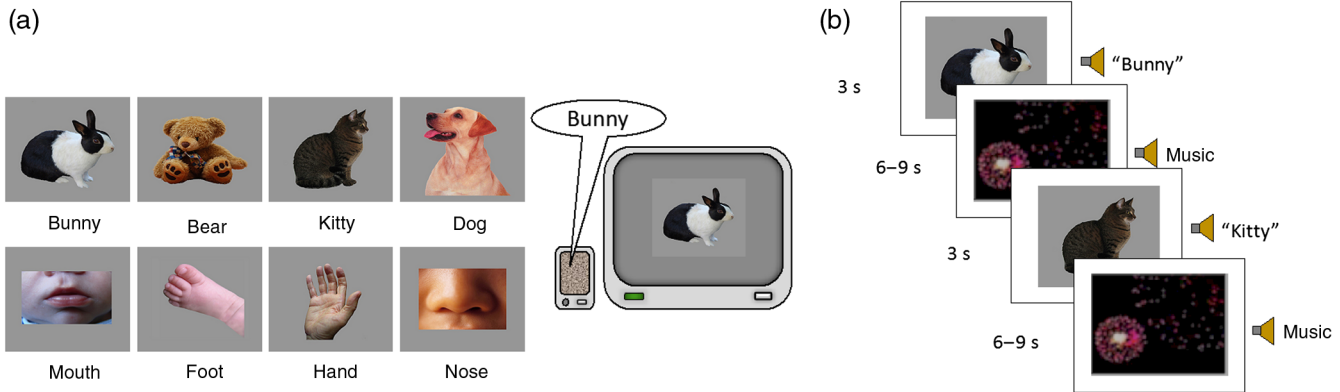 (a)
Bunny
Bear
Kitty
Dog
Mouth
Foot
Hand
Nose
Bunny
(b)
3 s
“Bunny”
6–9 s
Music
3 s
“Kitty”
6–9 s
Music